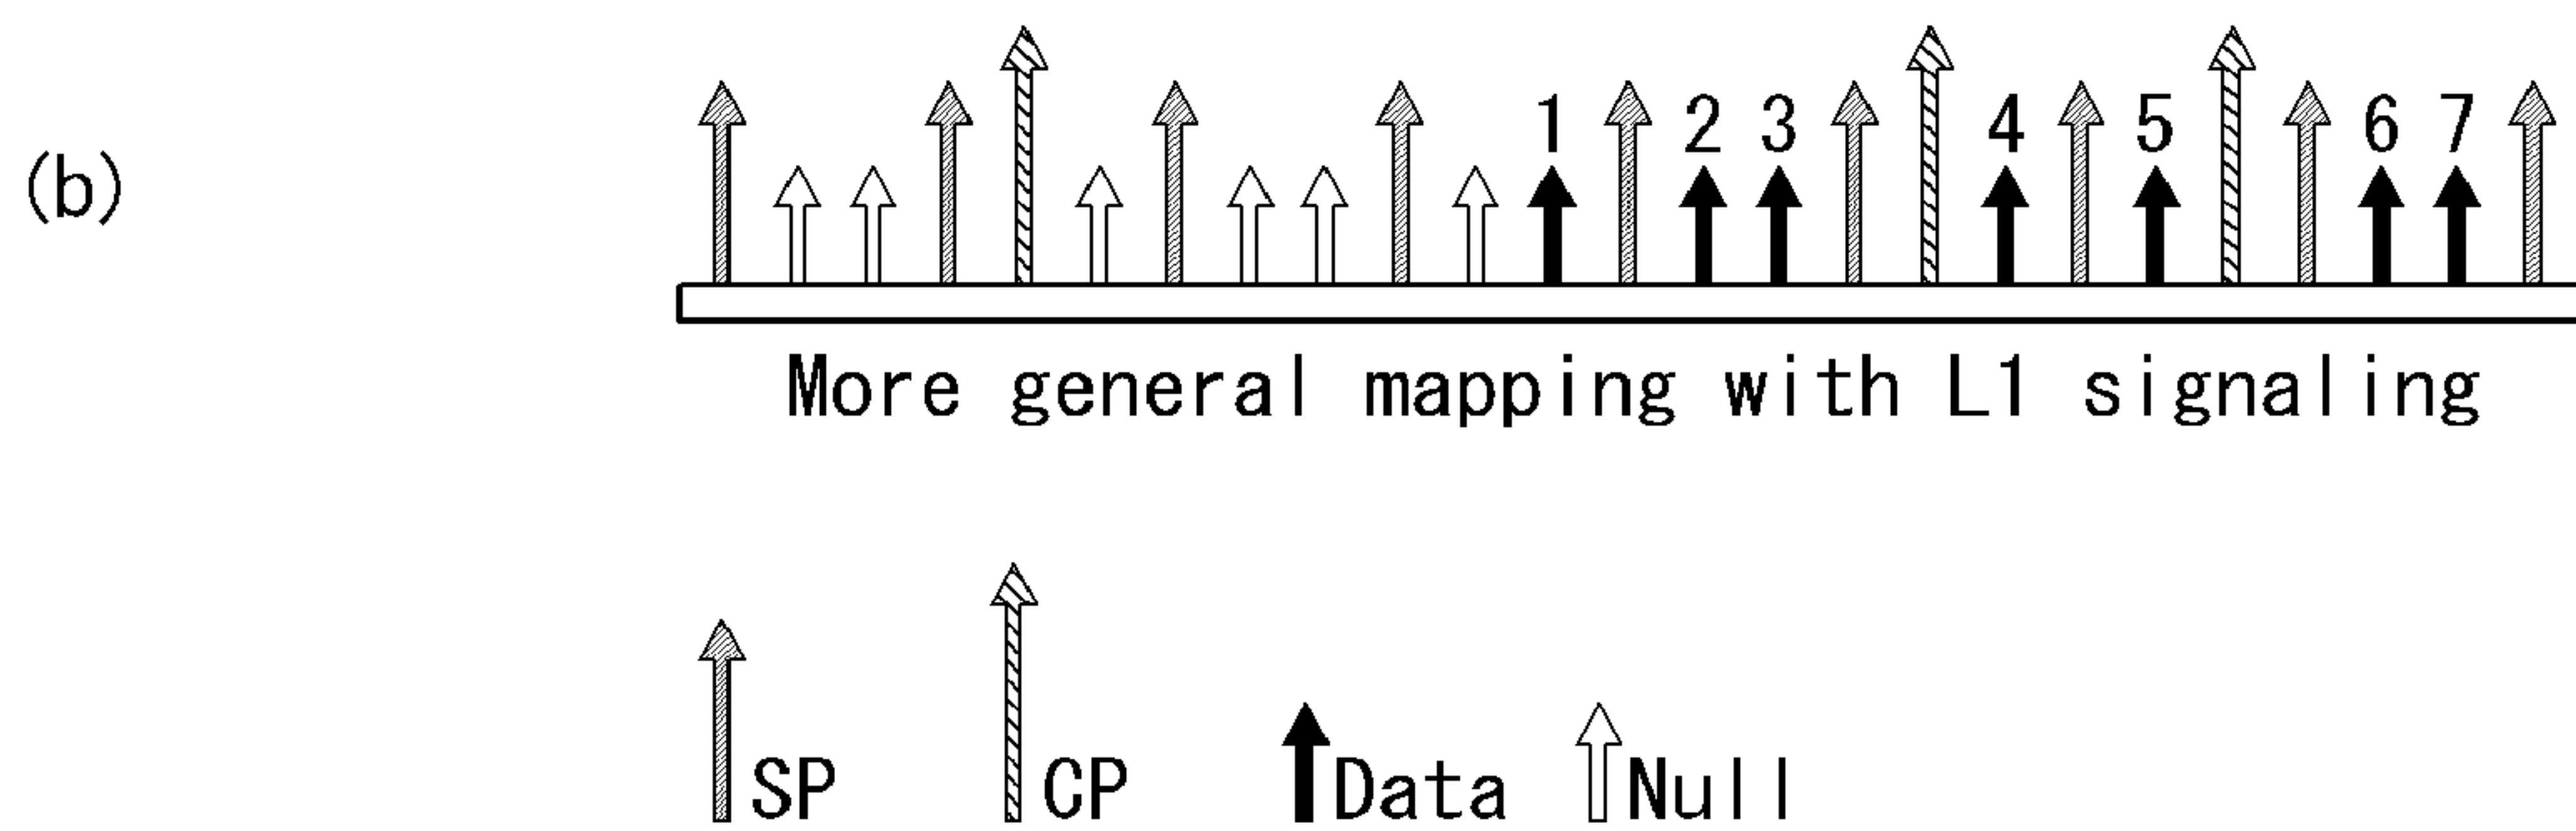 (b)
1 2 3 4 5 6 7
More general mapping with L1 signaling
SP CP Data Null